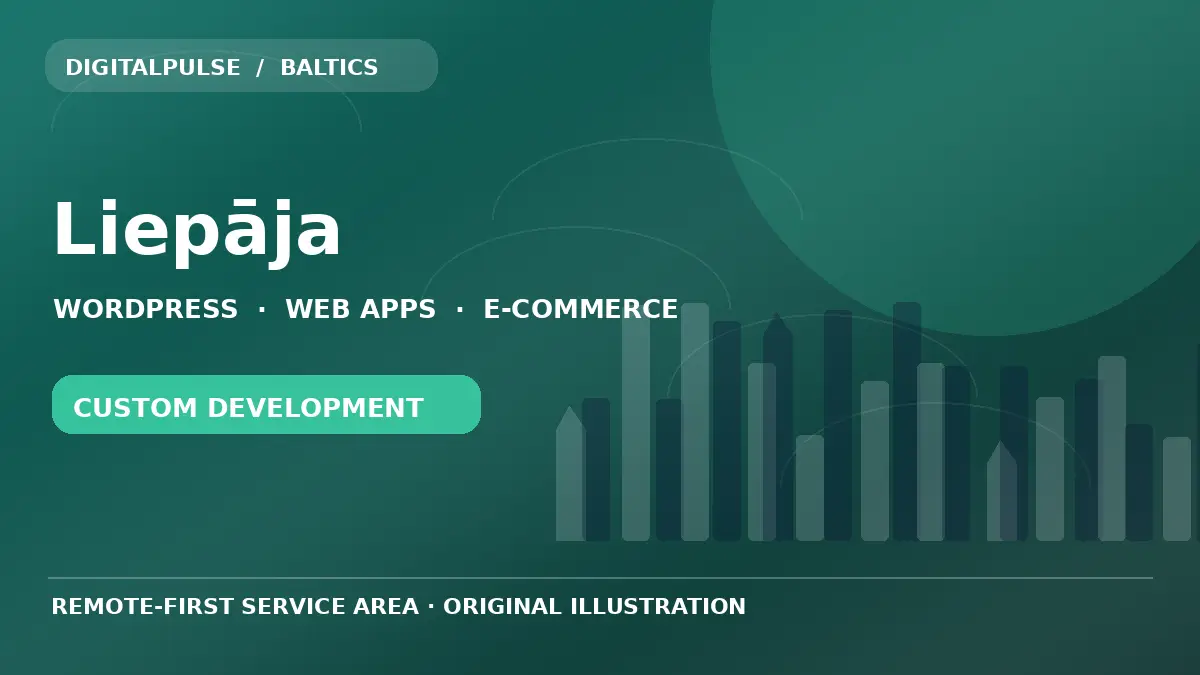 DIGITALPULSE / BALTICS
Liepāja
WORDPRESS · WEB APPS · E-COMMERCE
CUSTOM DEVELOPMENT
REMOTE-FIRST SERVICE AREA · ORIGINAL ILLUSTRATION